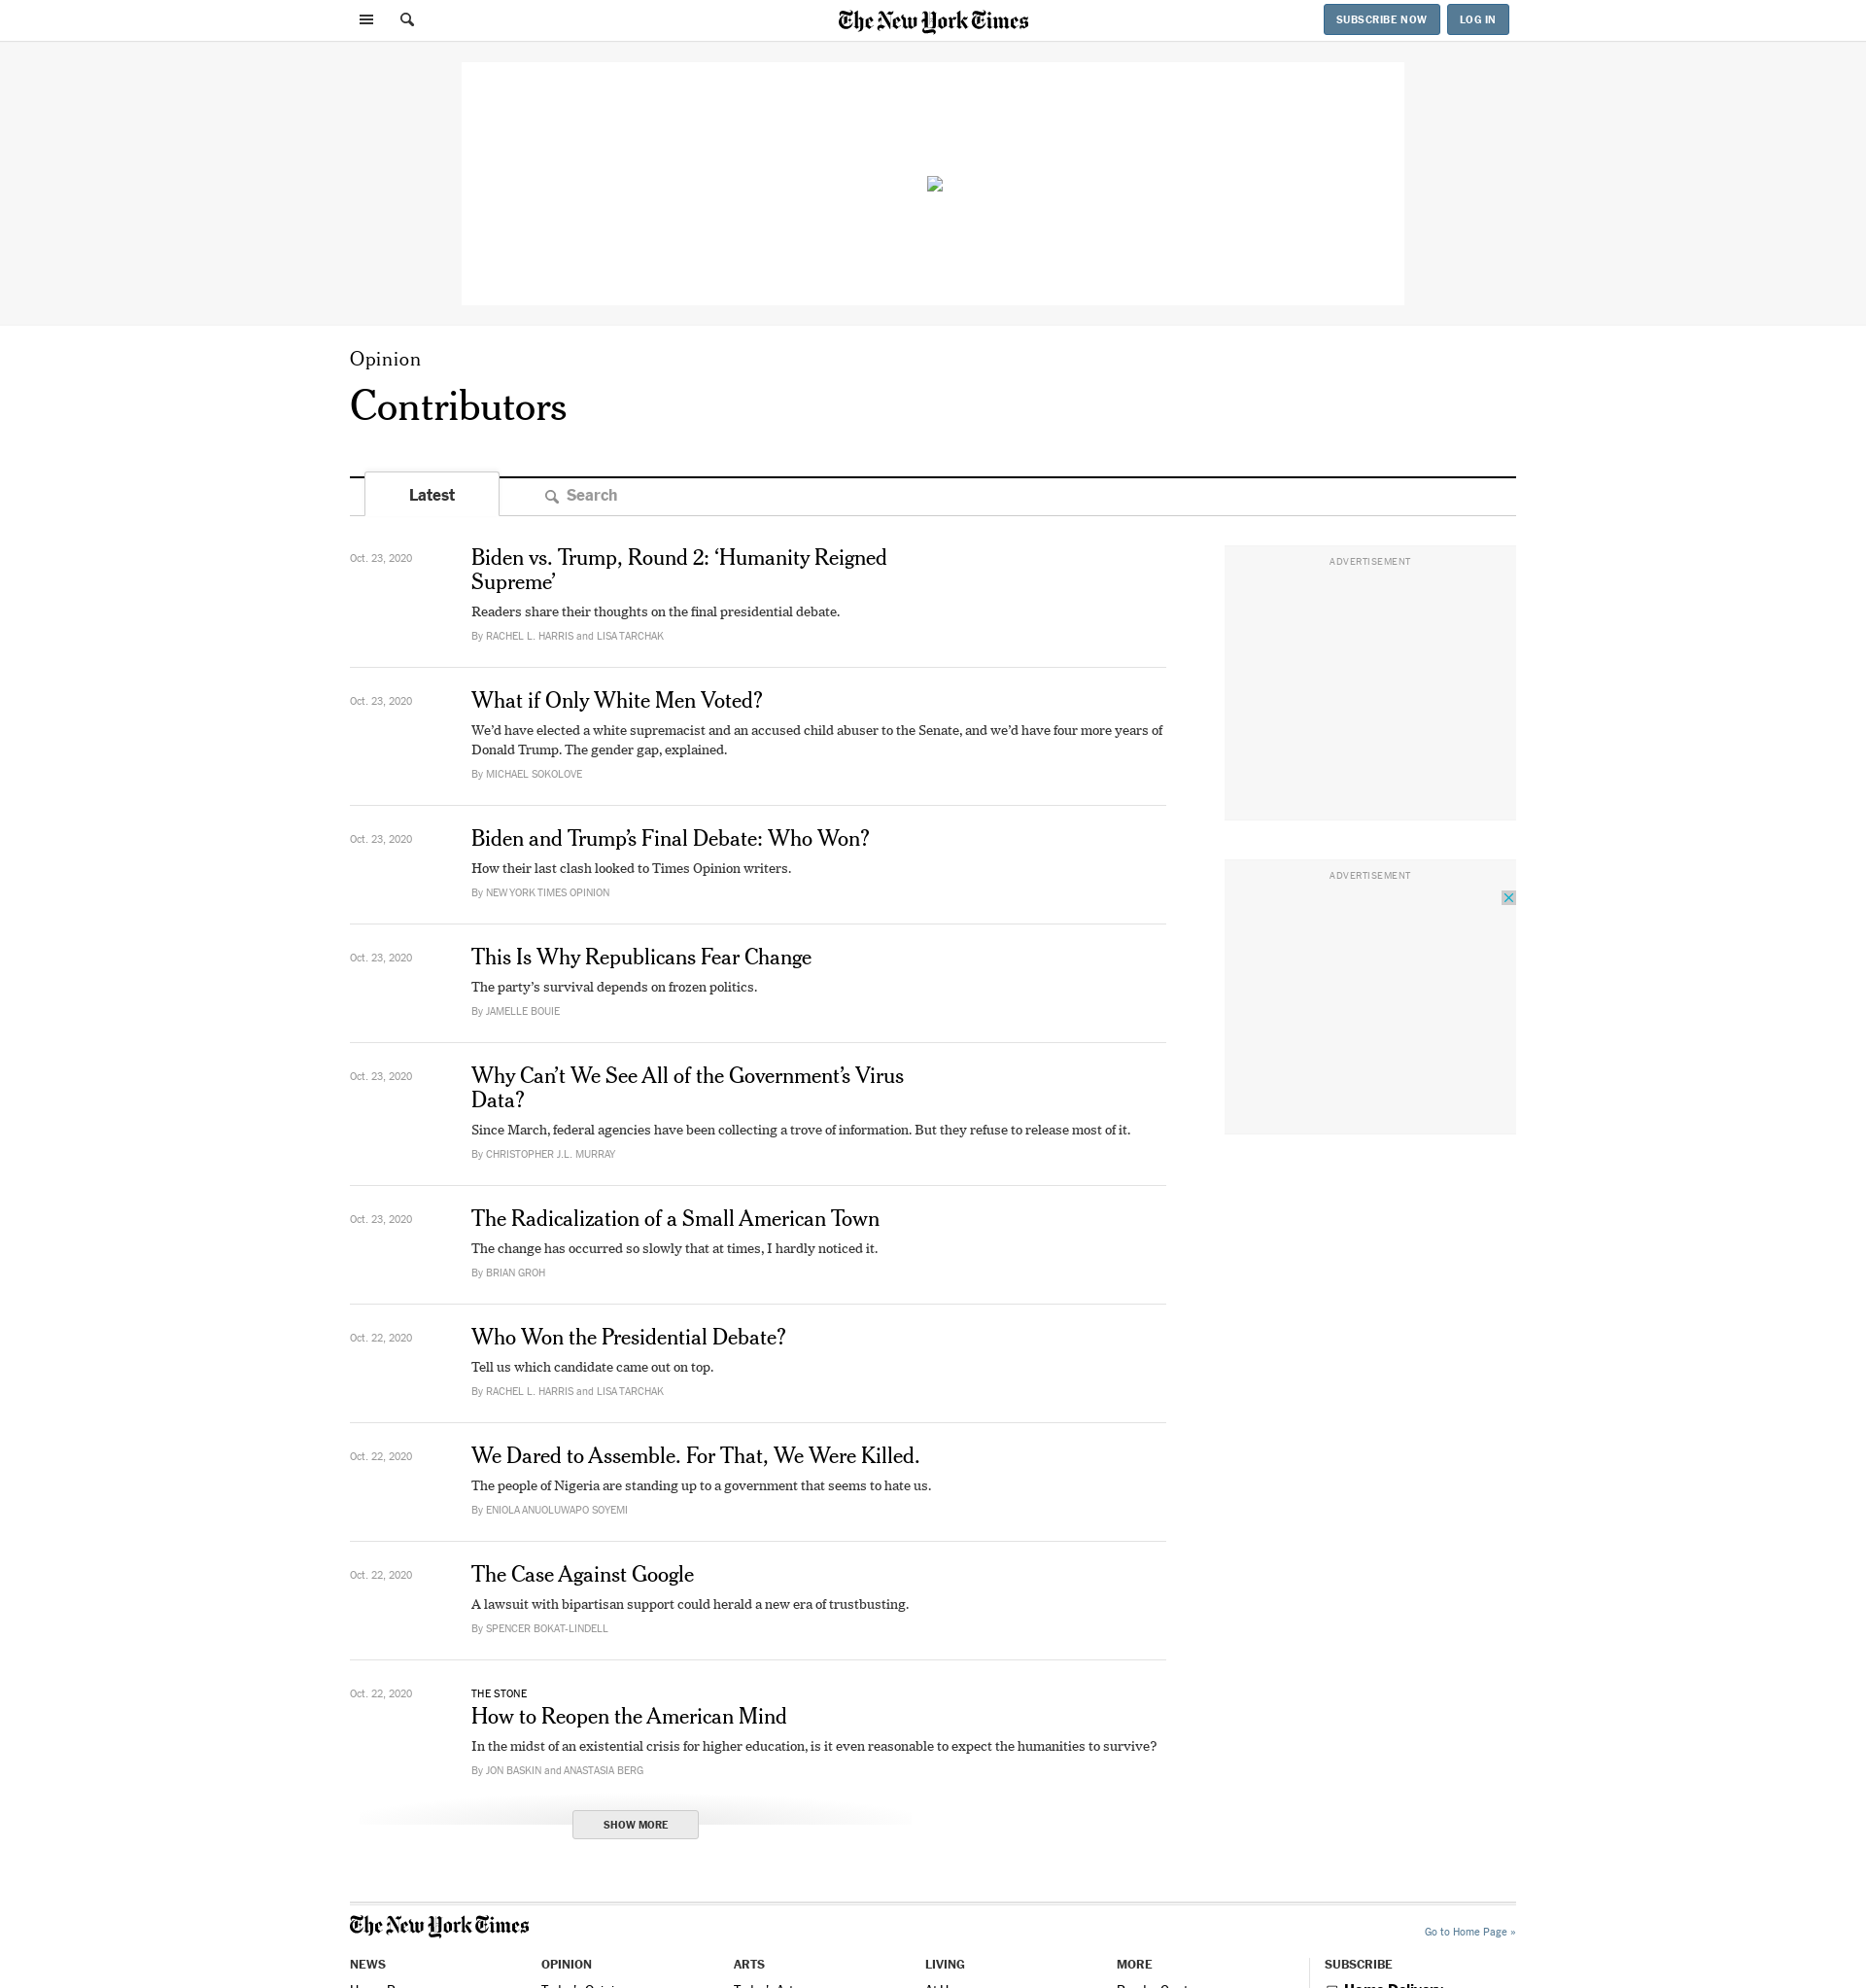 The New York Times
SUBSCRIBE NOW
LOG IN
Opinion
Contributors
Latest
Search
Oct. 23, 2020
Biden vs. Trump, Round 2: ‘Humanity Reigned
Supreme’
Readers share their thoughts on the final presidential debate.
By RACHEL L. HARRIS and LISA TARCHAK
ADVERTISEMENT
Oct. 23, 2020
What if Only White Men Voted?
We’d have elected a white supremacist and an accused child abuser to the Senate, and we’d have four more years of
Donald Trump. The gender gap, explained.
By MICHAEL SOKOLOVE
Oct. 23, 2020
Biden and Trump’s Final Debate: Who Won?
How their last clash looked to Times Opinion writers.
By NEW YORK TIMES OPINION
ADVERTISEMENT
Oct. 23, 2020
This Is Why Republicans Fear Change
The party’s survival depends on frozen politics.
By JAMELLE BOUIE
Oct. 23, 2020
Why Can’t We See All of the Government’s Virus
Data?
Since March, federal agencies have been collecting a trove of information. But they refuse to release most of it.
By CHRISTOPHER J.L. MURRAY
Oct. 23, 2020
The Radicalization of a Small American Town
The change has occurred so slowly that at times, I hardly noticed it.
By BRIAN GROH
Oct. 22, 2020
Who Won the Presidential Debate?
Tell us which candidate came out on top.
By RACHEL L. HARRIS and LISA TARCHAK
Oct. 22, 2020
We Dared to Assemble. For That, We Were Killed.
The people of Nigeria are standing up to a government that seems to hate us.
By ENIOLA ANUOLUWAPO SOYEMI
Oct. 22, 2020
The Case Against Google
A lawsuit with bipartisan support could herald a new era of trustbusting.
By SPENCER BOKAT-LINDELL
Oct. 22, 2020
THE STONE
How to Reopen the American Mind
In the midst of an existential crisis for higher education, is it even reasonable to expect the humanities to survive?
By JON BASKIN and ANASTASIA BERG
SHOW MORE
The New York Times
Go to Home Page »
NEWS
OPINION
ARTS
LIVING
MORE
SUBSCRIBE
Home Delivery